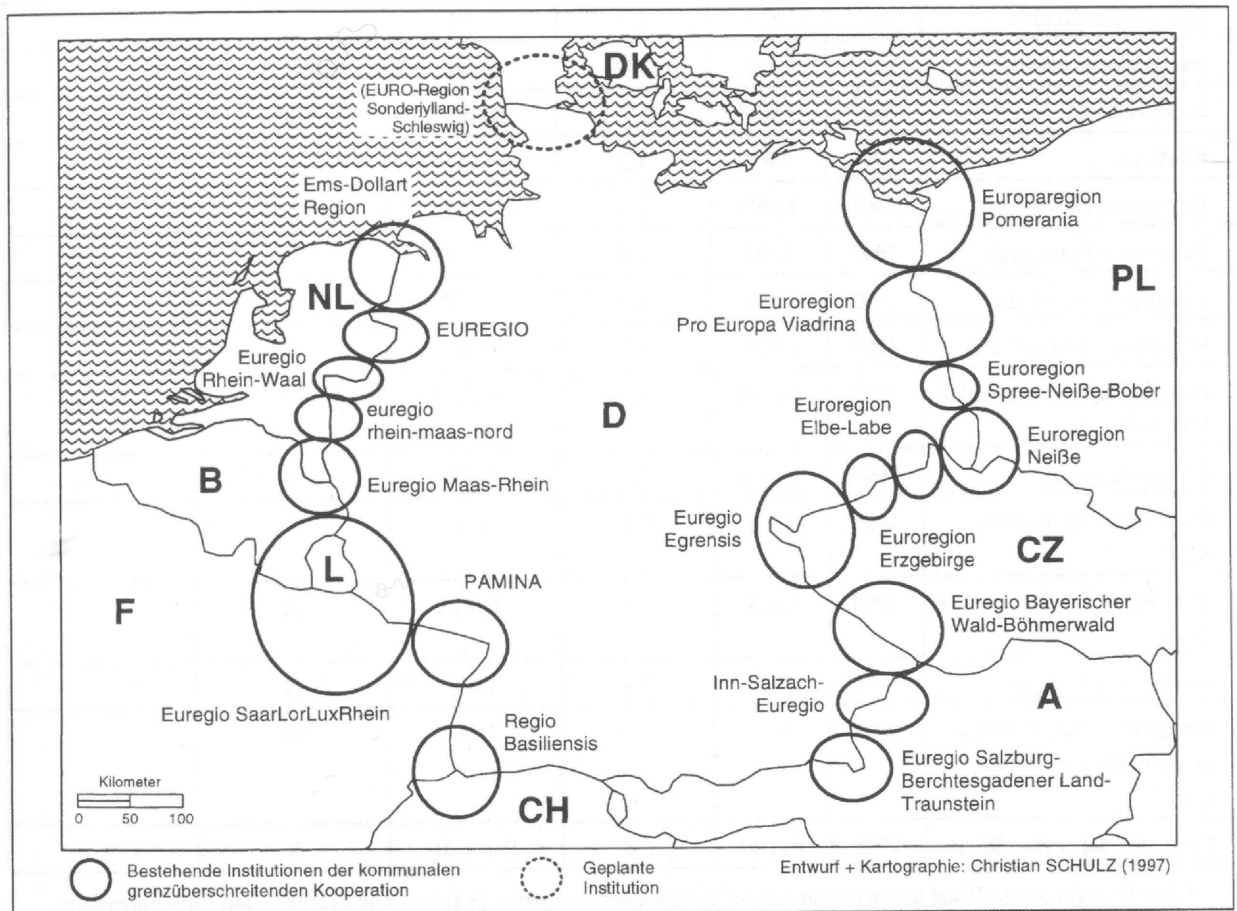 DK
(EURO-Region
Sonderjylland-
Schleswig)
Ems-Dollart
Region
Europaregion
Pomerania
NL
PL
EUREGIO
Euroregion
Pro Europa Viadrina
Euregio
Rhein-Waal
Euroregion
Spree-Neiße-Bober
euregio
rhein-maas-nord
D
Euroregion
Elbe-Labe
Euroregion
Neiße
B
Euregio Maas-Rhein
Euregio
Egrensis
Euroregion
Erzgebirge
CZ
L
PAMINA
F
Euregio Bayerischer
Wald-Böhmerwald
Inn-Salzach-
Euregio
A
Euregio SaarLorLuxRhein
Regio
Basiliensis
Euregio Salzburg-
Berchtesgadener Land-
Traunstein
CH
Kilometer
0 50 100
Bestehende Institutionen der kommunalen
grenzüberschreitenden Kooperation
Geplante
Institution
Entwurf + Kartographie: Christian SCHULZ (1997)